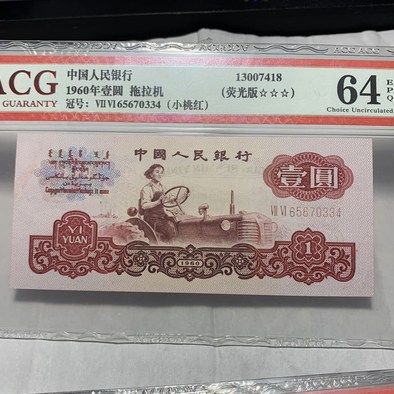 ACG
GUARANTY
中国人民银行
1960年壹圆 拖拉机
冠号：ⅦⅥ65670334（小桃红）
13007418
（荧光版☆☆☆）
64
E
P
Q
Choice Uncirculated
中國人民銀行
壹圓
ⅦⅥ65670334
YI
YUAN
1960
1